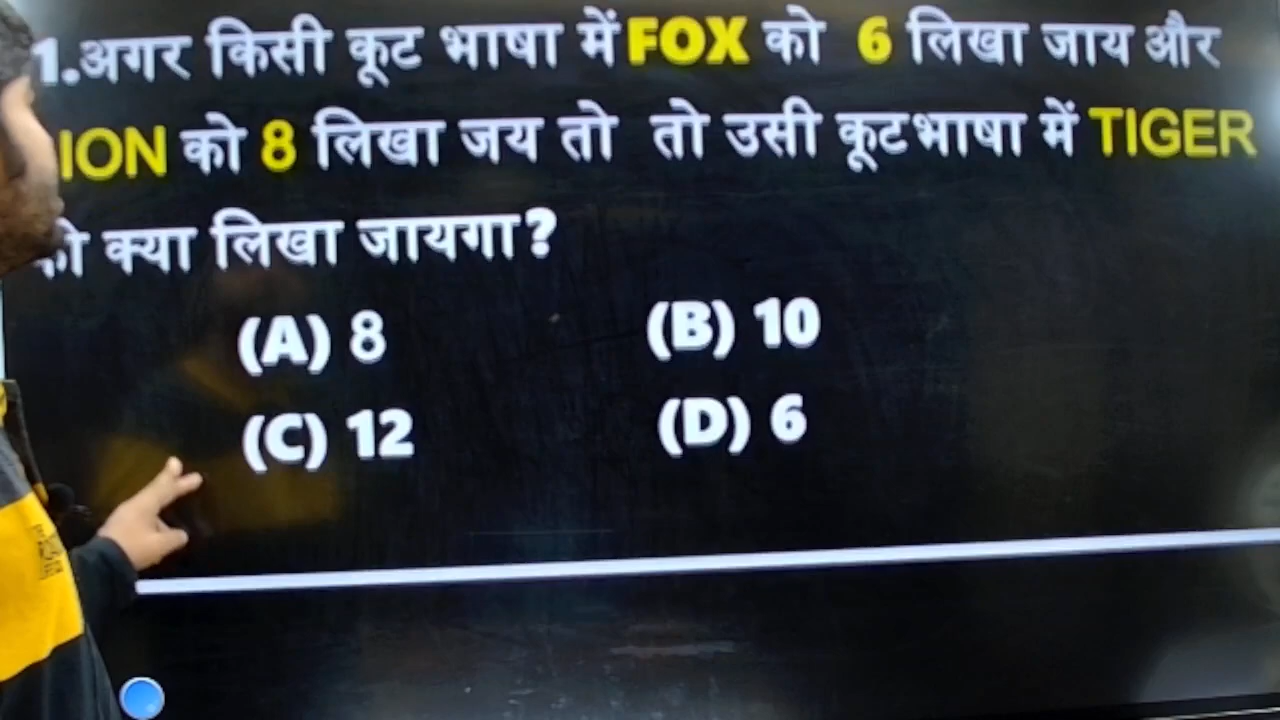 1.अगर किसी कूट भाषा में FOX को 6 लिखा जाय और
ION को 8 लिखा जय तो तो उसी कूटभाषा में TIGER
क्या लिखा जायगा?
(A) 8 (B) 10
(C) 12 (D) 6